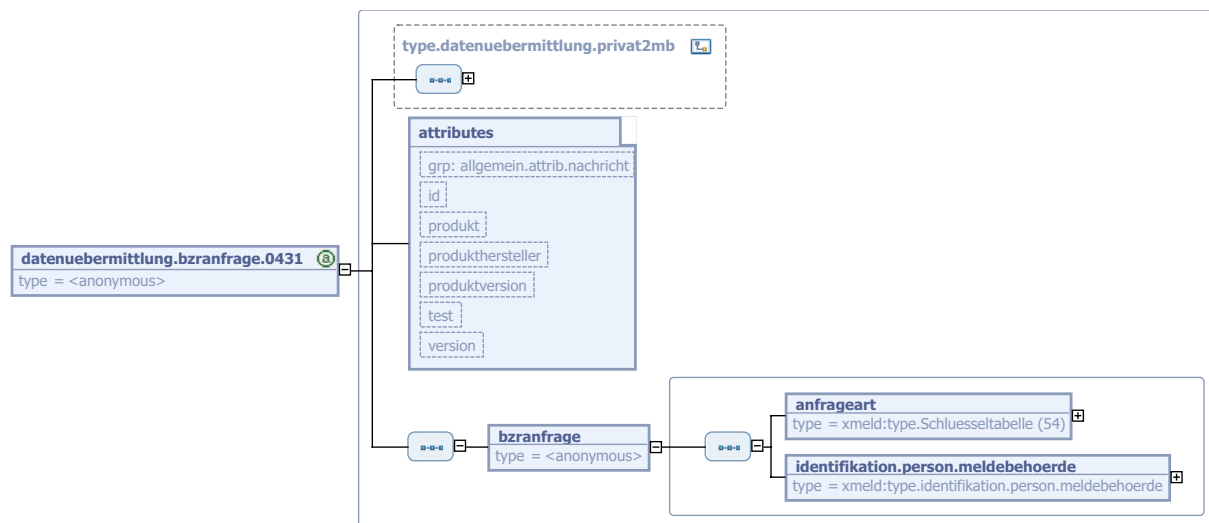 type.datenuebermittlung.privat2mb
attributes
grp: allgemein.attrib.nachricht
id
produkt
produkthersteller
produktversion
test
version
datenuebermittlung.bzranfrage.0431 a
type = <anonymous>
bzranfrage
type = <anonymous>
anfrageart
type = xmeld:type.Schluesseltabelle (54)
identifikation.person.meldebehoerde
type = xmeld:type.identifikation.person.meldebehoerde